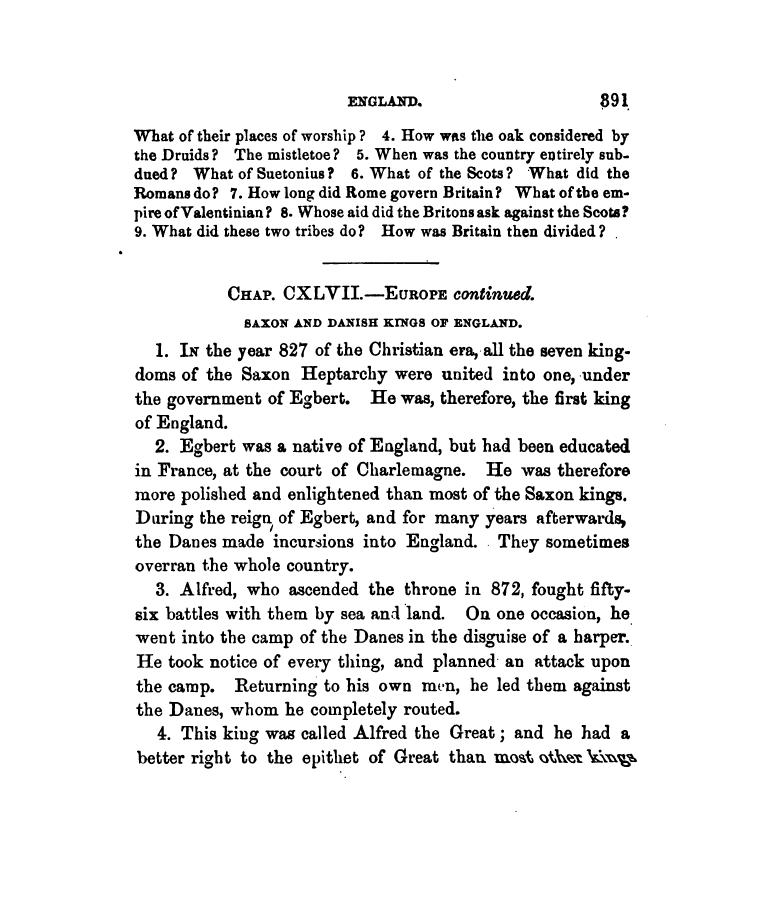 ENGLAND. 391
What of their places of worship? 4. How was the oak considered by
the Druids? The mistletoe? 5. When was the country entirely sub-
dued? What of Suetonius? 6. What of the Scots? What did the
Romans do? 7. How long did Rome govern Britain? What of the em-
pire of Valentinian? 8. Whose aid did the Britons ask against the Scots?
9. What did these two tribes do? How was Britain then divided?
CHAP. CXLVII.—EUROPE continued.
SAXON AND DANISH KINGS OF ENGLAND.
1. IN the year 827 of the Christian era, all the seven king-
doms of the Saxon Heptarchy were united into one, under
the government of Egbert. He was, therefore, the first king
of England.
2. Egbert was a native of England, but had been educated
in France, at the court of Charlemagne. He was therefore
more polished and enlightened than most of the Saxon kings.
During the reign of Egbert, and for many years afterwards,
the Danes made incursions into England. They sometimes
overran the whole country.
3. Alfred, who ascended the throne in 872, fought fifty-
six battles with them by sea and land. On one occasion, he
went into the camp of the Danes in the disguise of a harper.
He took notice of every thing, and planned an attack upon
the camp. Returning to his own men, he led them against
the Danes, whom he completely routed.
4. This king was called Alfred the Great; and he had a
better right to the epithet of Great than most other kings